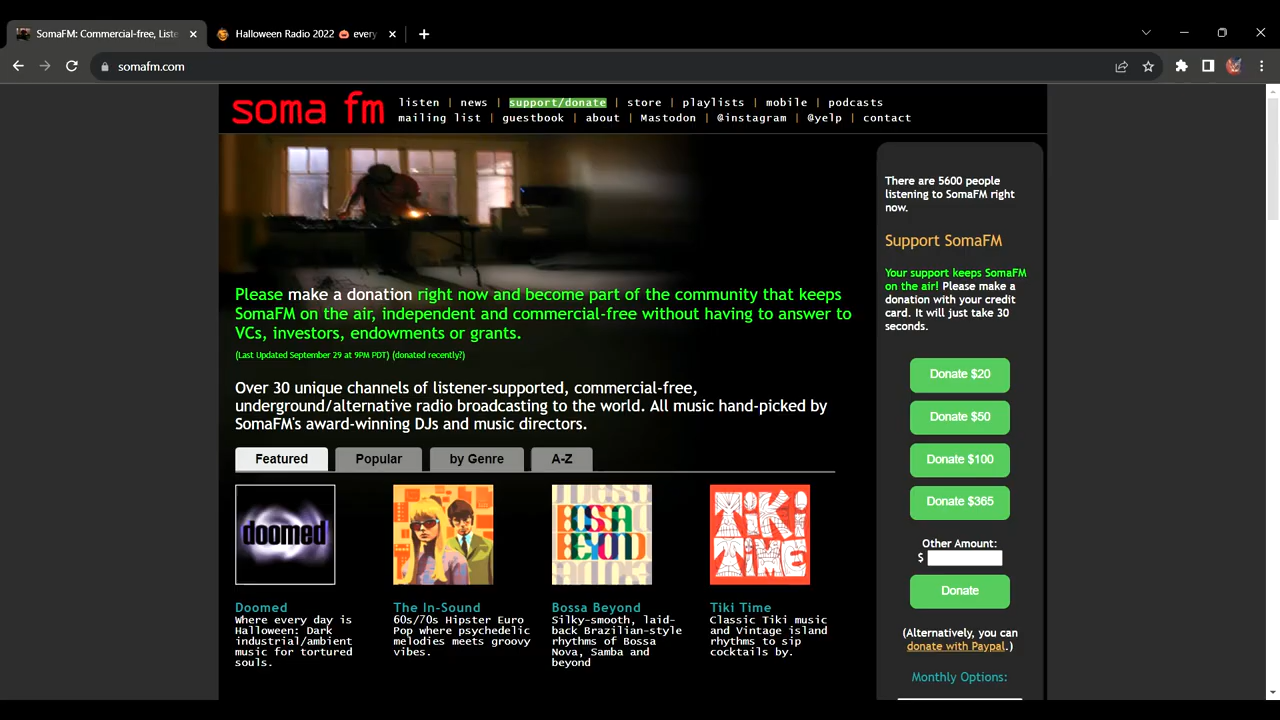 SomaFM: Commercial-free, Liste
Halloween Radio 2022 🎃 every
somafm.com
soma fm
listen | news | support/donate | store | playlists | mobile | podcasts
mailing list | guestbook | about | Mastodon | @instagram | @yelp | contact
Please make a donation right now and become part of the community that keeps
SomaFM on the air, independent and commercial-free without having to answer to
VCs, investors, endowments or grants.
(Last Updated September 29 at 9PM PDT) (donated recently?)
Over 30 unique channels of listener-supported, commercial-free,
underground/alternative radio broadcasting to the world. All music hand-picked by
SomaFM's award-winning DJs and music directors.
Featured
Popular
by Genre
A-Z
doomed
BOSSA
BEYOND
TiKi
TiME
Doomed
Where every day is
Halloween: Dark
industrial/ambient
music for tortured
souls.
The In-Sound
60s/70s Hipster Euro
Pop where psychedelic
melodies meets groovy
vibes.
Bossa Beyond
Silky-smooth, laid-
back Brazilian-style
rhythms of Bossa
Nova, Samba and
beyond
Tiki Time
Classic Tiki music
and Vintage island
rhythms to sip
cocktails by.
There are 5600 people
listening to SomaFM right
now.
Support SomaFM
Your support keeps SomaFM
on the air! Please make a
donation with your credit
card. It will just take 30
seconds.
Donate $20
Donate $50
Donate $100
Donate $365
Other Amount:
$
Donate
(Alternatively, you can
donate with Paypal.)
Monthly Options: